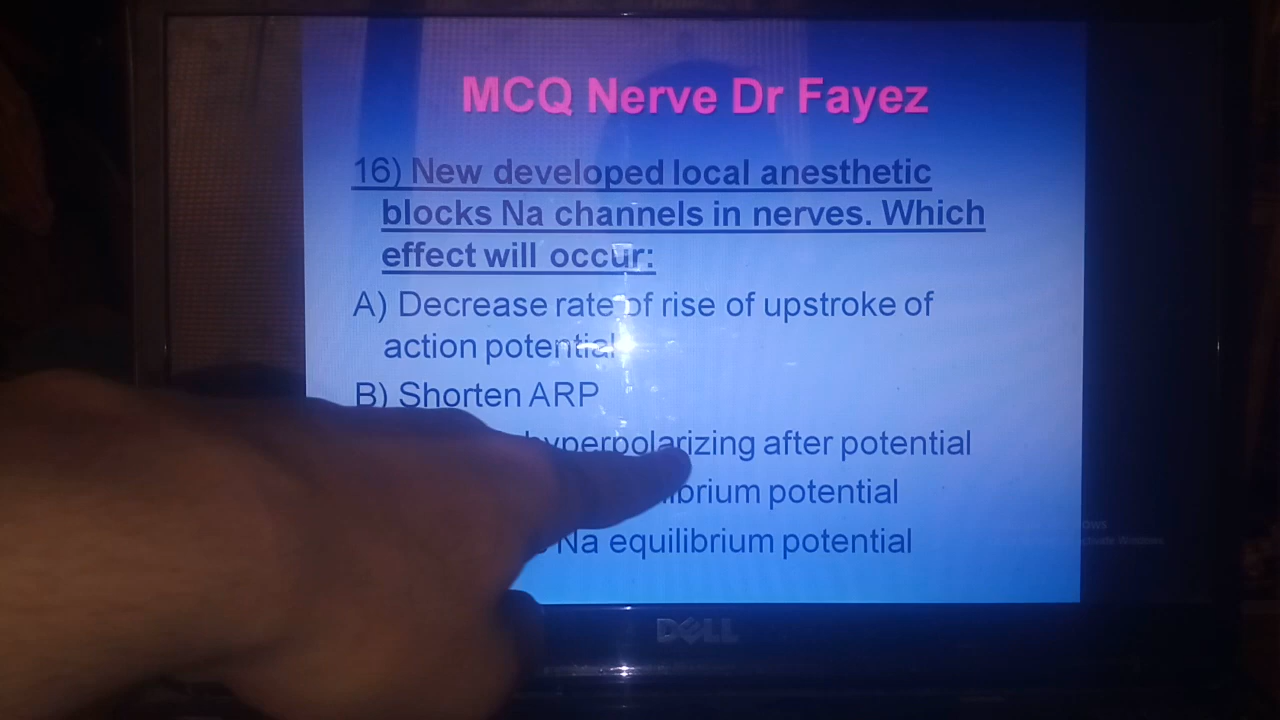 MCQ Nerve Dr Fayez
16) New developed local anesthetic
blocks Na channels in nerves. Which
effect will occur:
A) Decrease rate of rise of upstroke of
action potential
B) Shorten ARP
hyperpolarizing after potential
potential
Na equilibrium potential
DELL